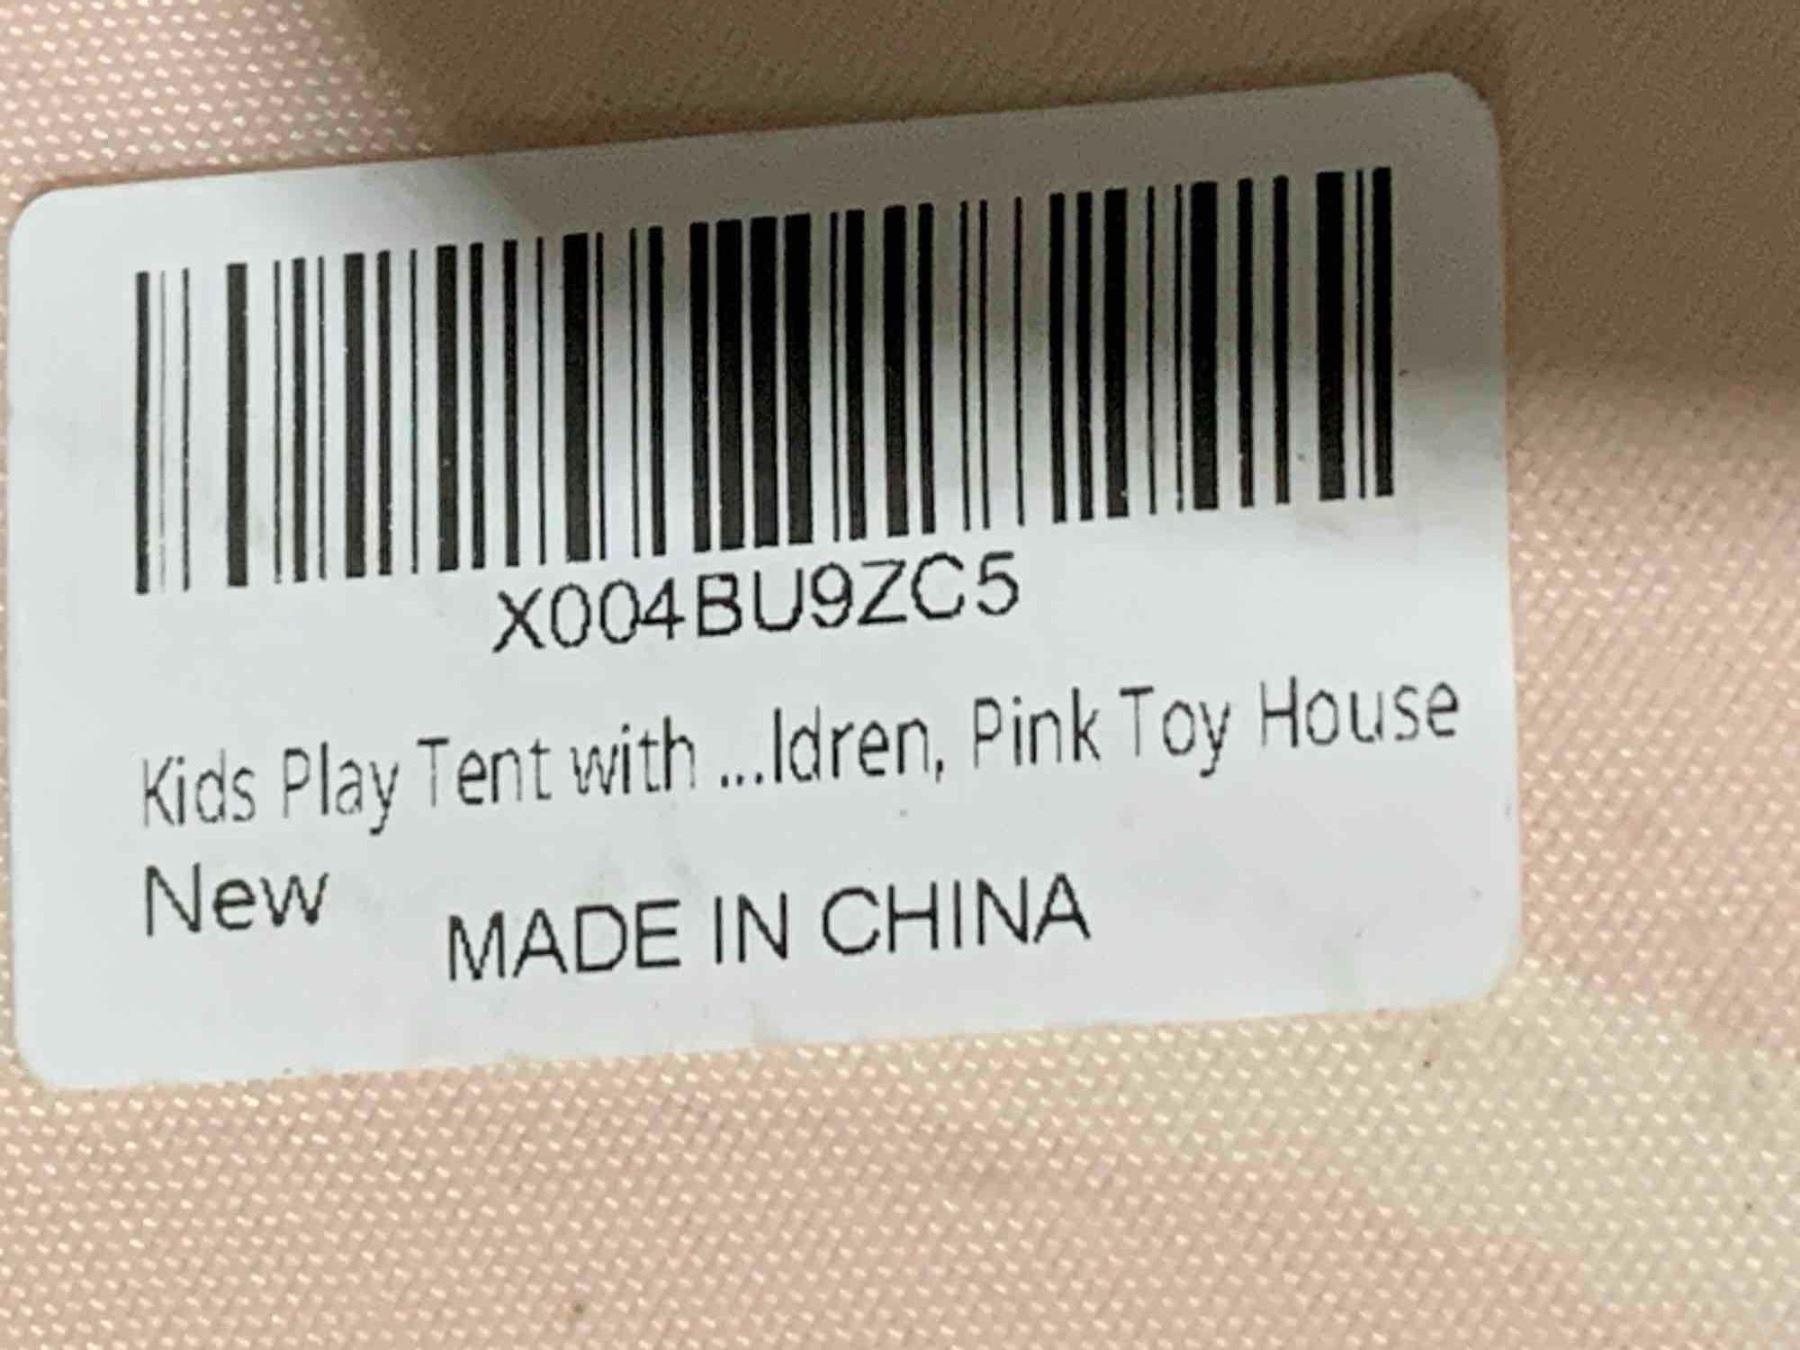 X004BU9ZC5
Kids Play Tent with ...ldren, Pink Toy House
New
MADE IN CHINA